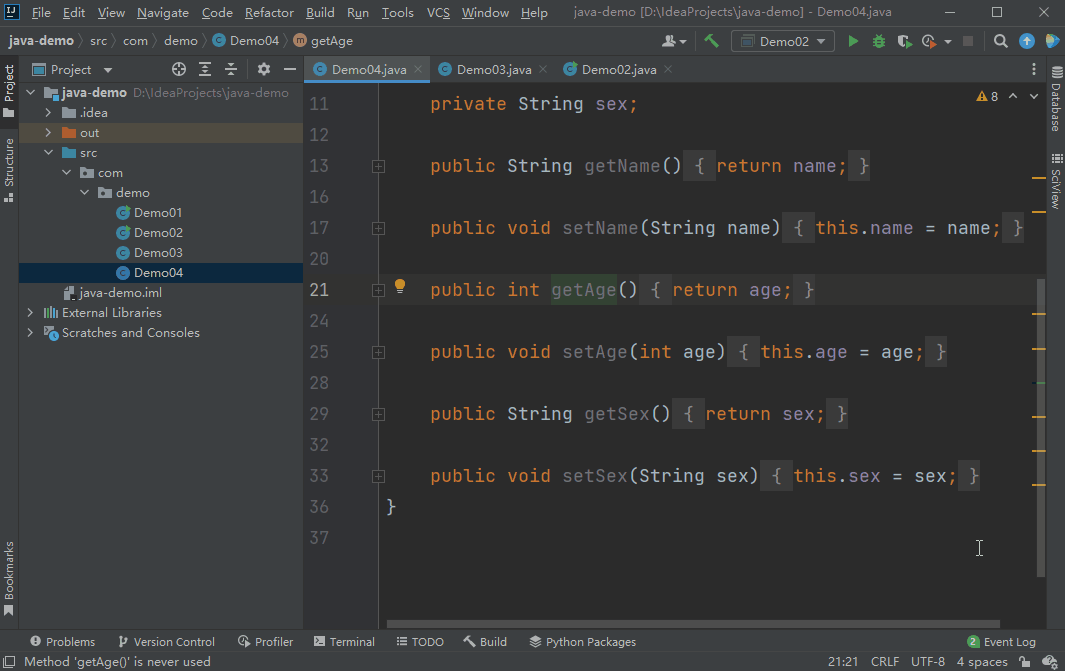 File Edit View Navigate Code Refactor Build Run Tools VCS Window Help java-demo [D:\IdeaProjects\java-demo] - Demo04.java
java-demo src com demo Demo04 getAge Demo02
Project
Structure
Bookmarks
Project
java-demo D:\IdeaProjects\java-demo
.idea
out
src
com
demo
Demo01
Demo02
Demo03
Demo04
java-demo.iml
External Libraries
Scratches and Consoles
Demo04.java Demo03.java Demo02.java
8
11 private String sex;
12
13 public String getName() { return name; }
16
17 public void setName(String name) { this.name = name; }
20
21 public int getAge() { return age; }
24
25 public void setAge(int age) { this.age = age; }
28
29 public String getSex() { return sex; }
32
33 public void setSex(String sex) { this.sex = sex; }
36 }
37
Database
SciView
Problems Version Control Profiler Terminal TODO Build Python Packages 2 Event Log
Method 'getAge()' is never used 21:21 CRLF UTF-8 4 spaces